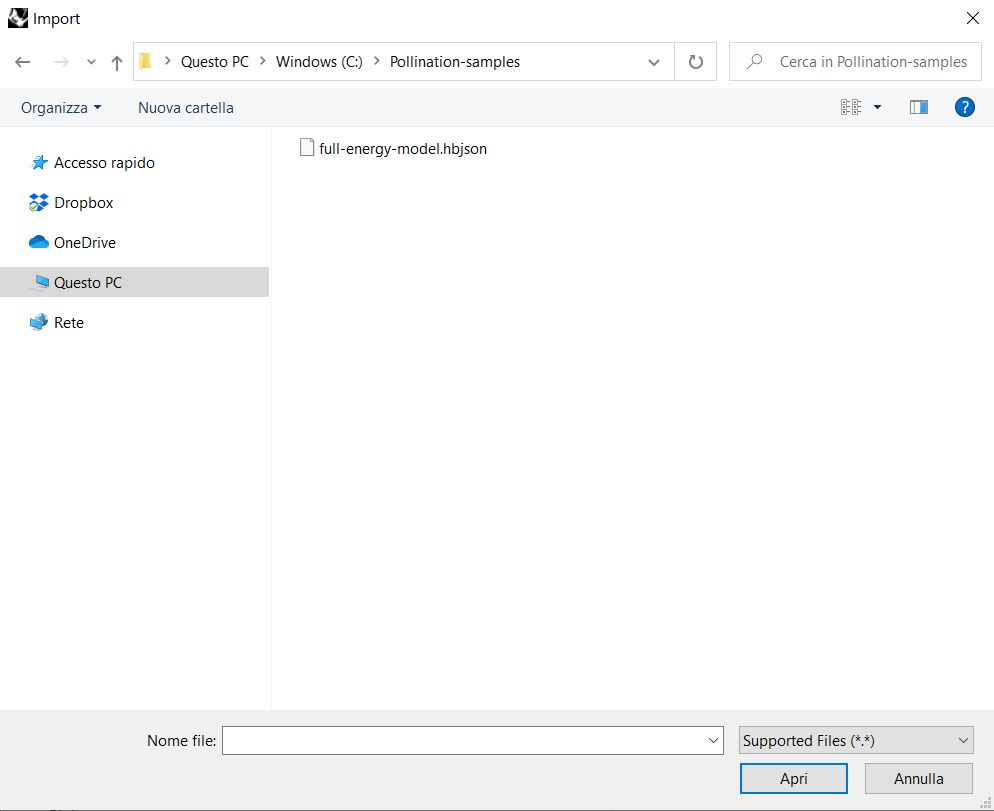 Import
Questo PC Windows (C:) Pollination-samples Cerca in Pollination-samples
Organizza Nuova cartella ?
Accesso rapido full-energy-model.hbjson
Dropbox
OneDrive
Questo PC
Rete
Nome file: Supported Files (*.*)
Apri Annulla